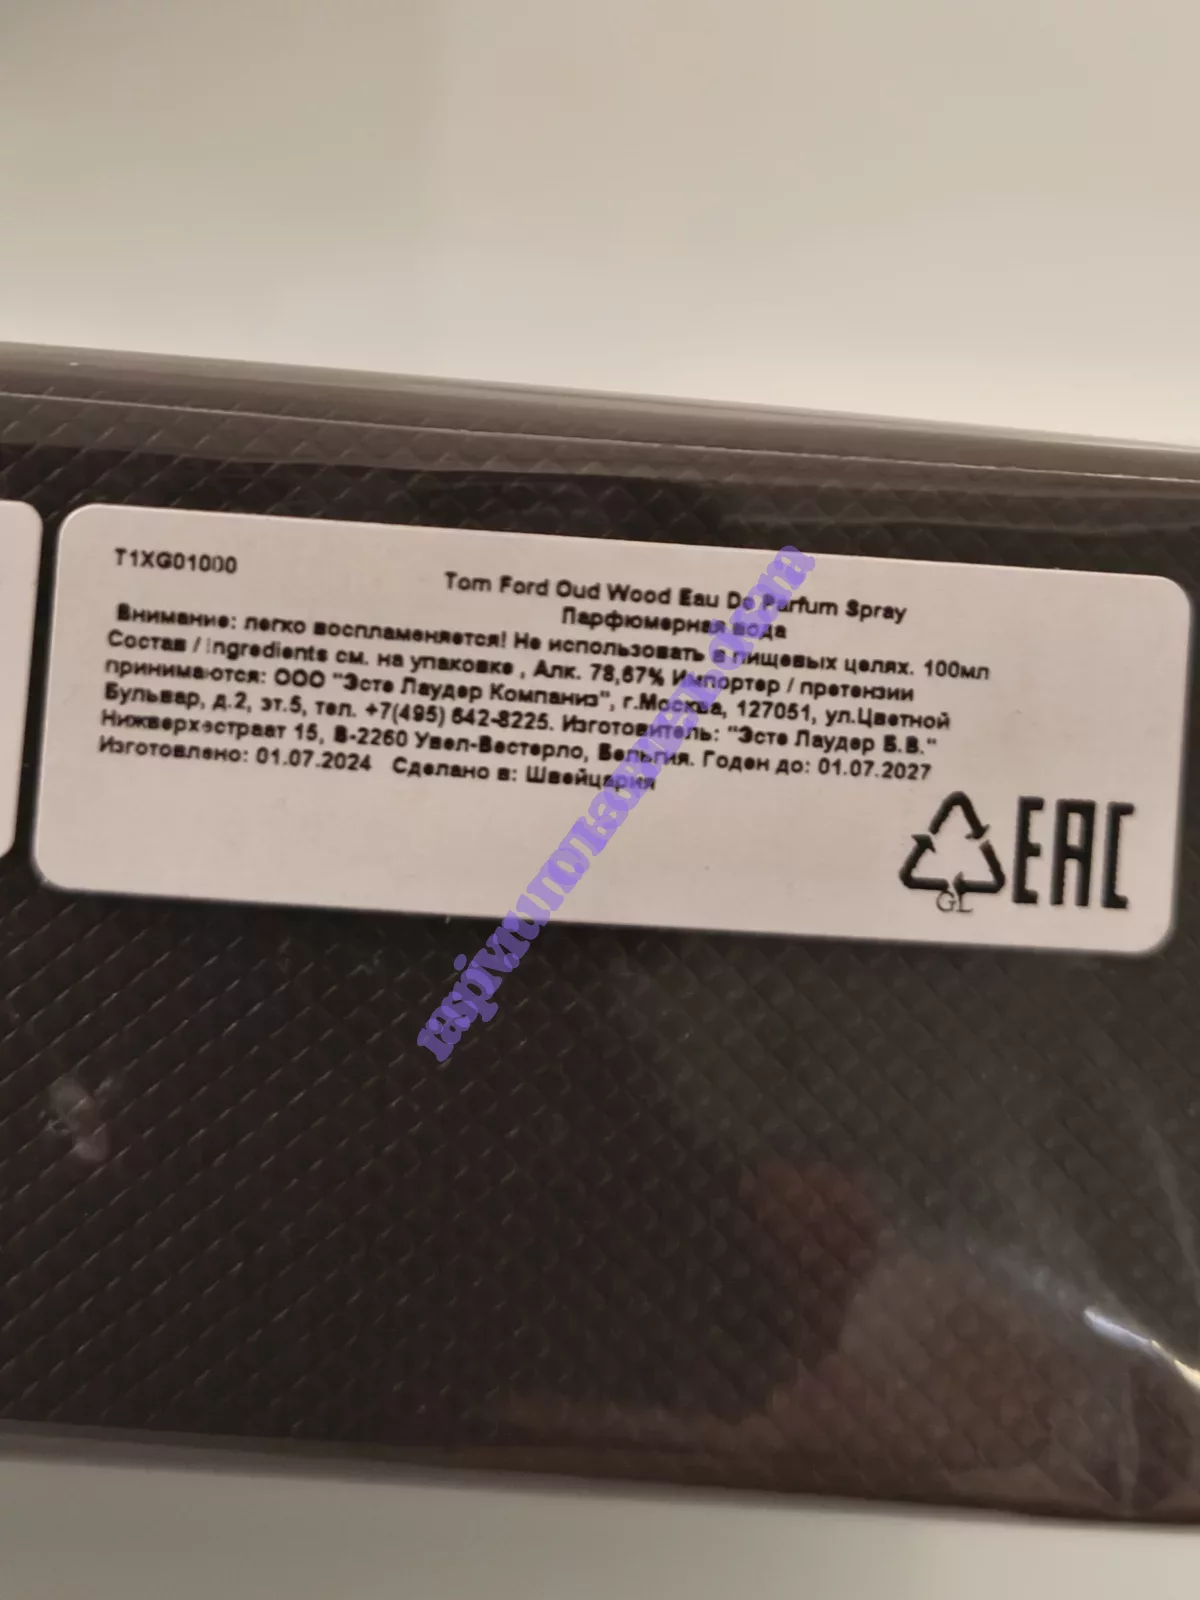 T1XG01000
Tom Ford Oud Wood Eau De Parfum Spray
Парфюмерная вода
Внимание: легко воспламеняется! Не использовать в пищевых целях. 100мл
Состав / Ingredients см. на упаковке , Алк. 78,67% Импортер / претензии
принимаются: ООО "Эсте Лаудер Компаниз", г.Москва, 127051, ул.Цветной
Бульвар, д.2, эт.5, тел. +7(495) 642-8225. Изготовитель: "Эсте Лаудер Б.В."
Нижверхстраат 15, В-2260 Увел-Вестерло, Бельгия. Годен до: 01.07.2027
Изготовлено: 01.07.2024 Сделано в: Швейцария
GL
EAC